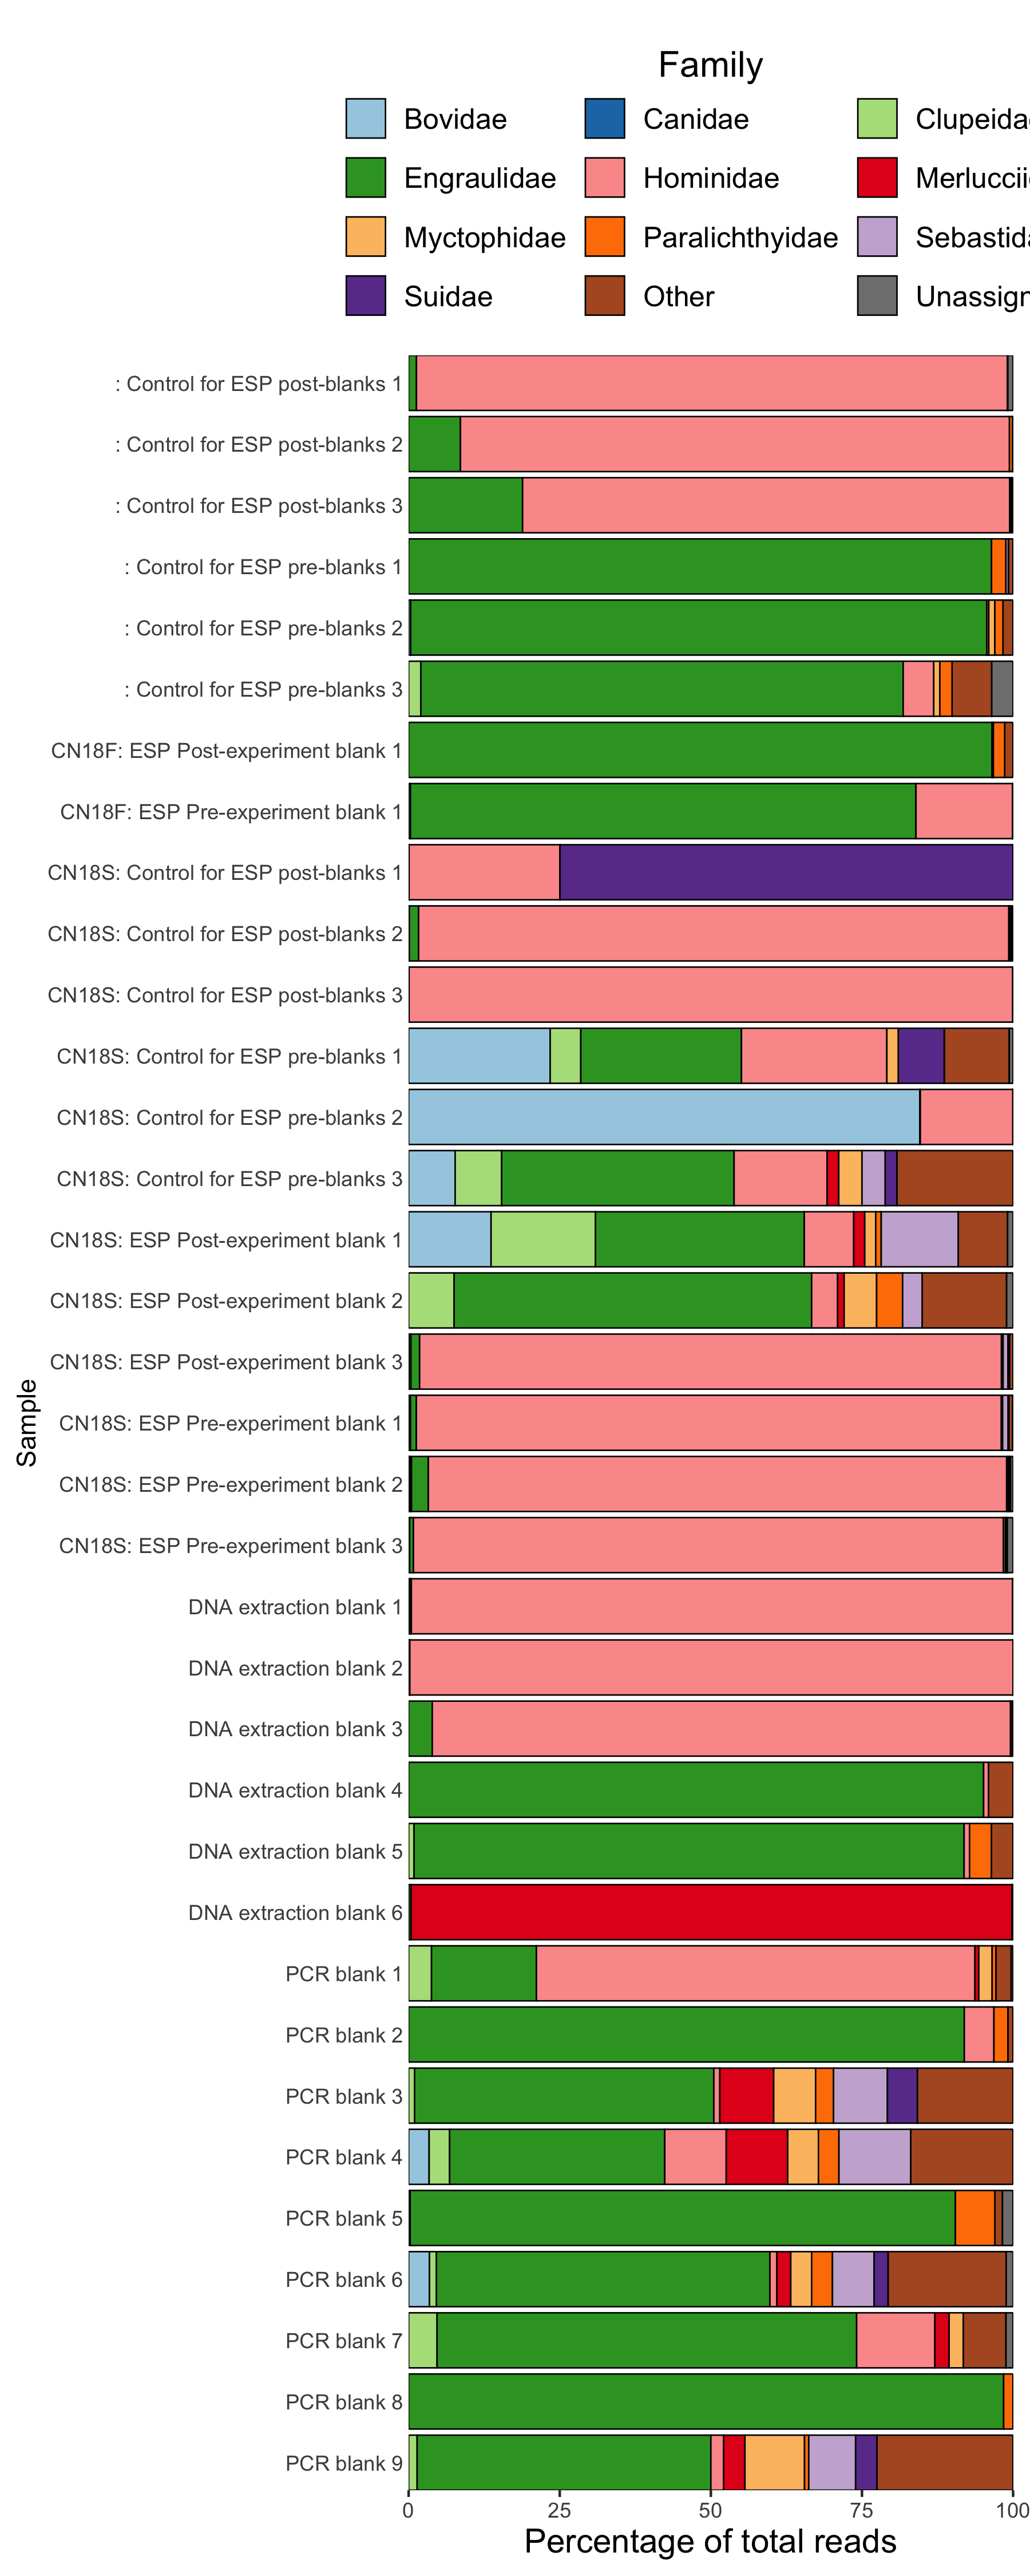 Family
Bovidae Canidae Clupeida
Engraulidae Hominidae Merlucci
Myctophidae Paralichthyidae Sebastid
Suidae Other Unassign
: Control for ESP post-blanks 1
: Control for ESP post-blanks 2
: Control for ESP post-blanks 3
: Control for ESP pre-blanks 1
: Control for ESP pre-blanks 2
: Control for ESP pre-blanks 3
CN18F: ESP Post-experiment blank 1
CN18F: ESP Pre-experiment blank 1
CN18S: Control for ESP post-blanks 1
CN18S: Control for ESP post-blanks 2
CN18S: Control for ESP post-blanks 3
CN18S: Control for ESP pre-blanks 1
CN18S: Control for ESP pre-blanks 2
CN18S: Control for ESP pre-blanks 3
CN18S: ESP Post-experiment blank 1
CN18S: ESP Post-experiment blank 2
CN18S: ESP Post-experiment blank 3
CN18S: ESP Pre-experiment blank 1
CN18S: ESP Pre-experiment blank 2
CN18S: ESP Pre-experiment blank 3
DNA extraction blank 1
DNA extraction blank 2
DNA extraction blank 3
DNA extraction blank 4
DNA extraction blank 5
DNA extraction blank 6
PCR blank 1
PCR blank 2
PCR blank 3
PCR blank 4
PCR blank 5
PCR blank 6
PCR blank 7
PCR blank 8
PCR blank 9
Sample
0 25 50 75 100
Percentage of total reads